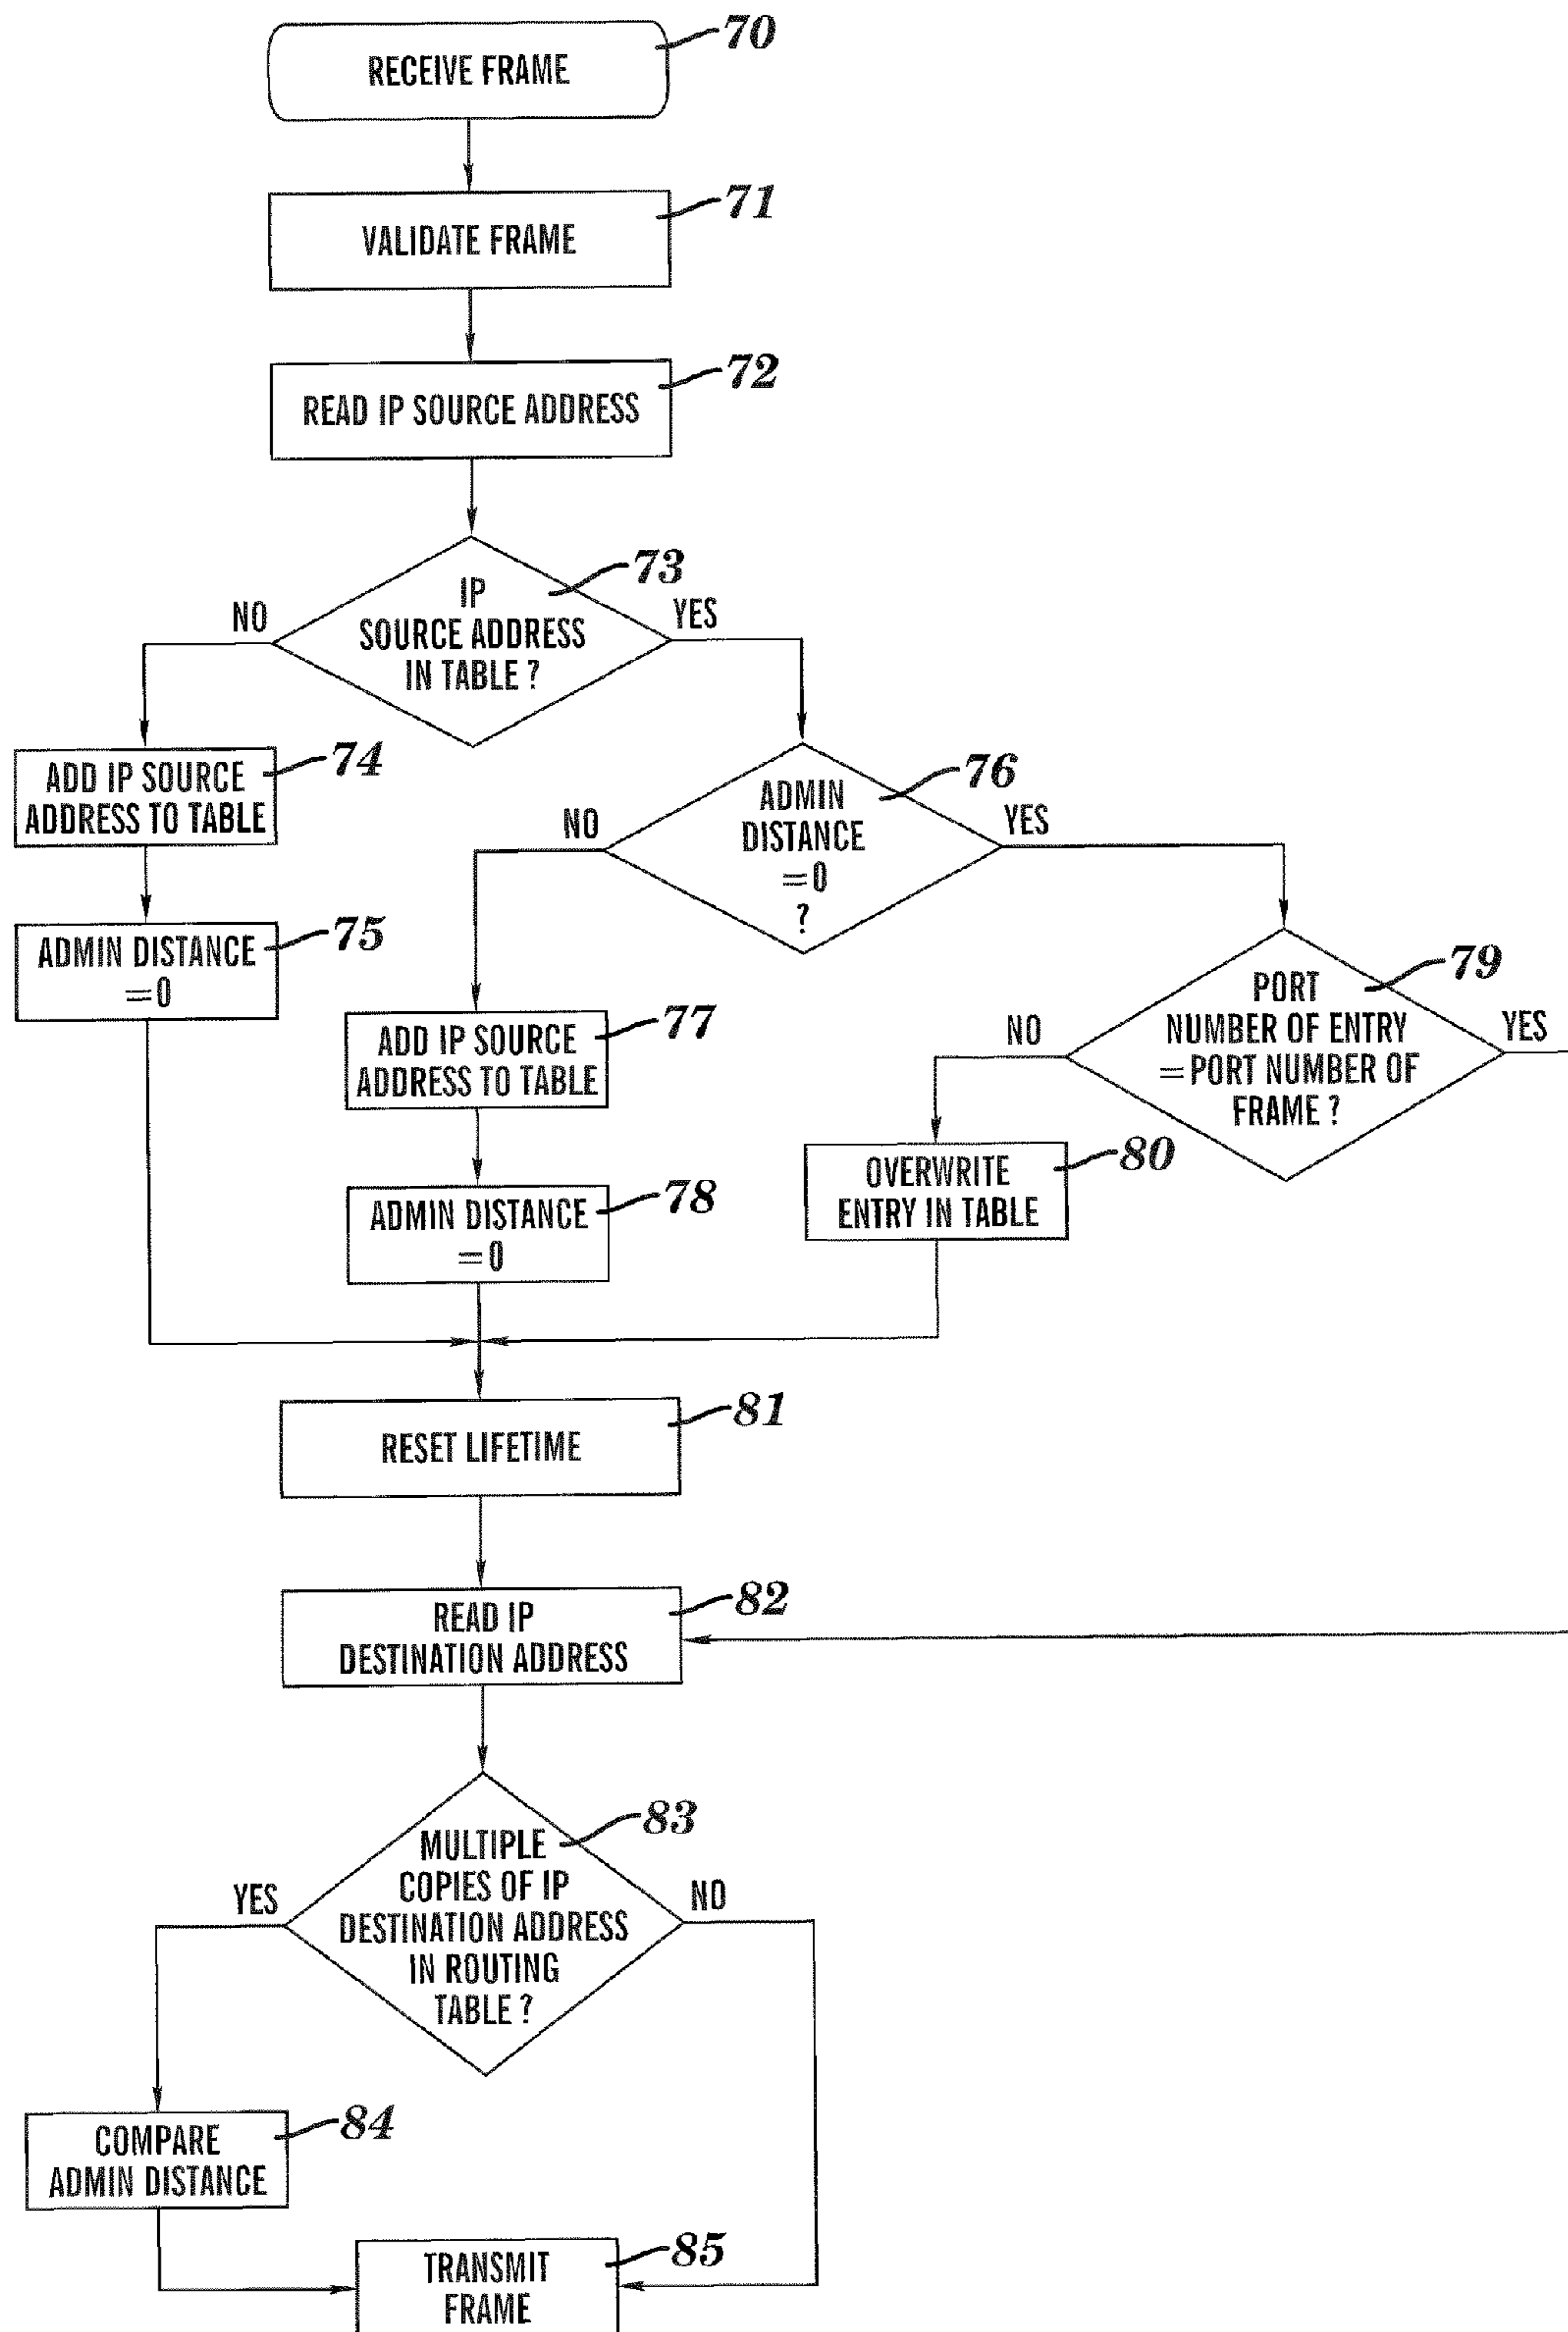 70
RECEIVE FRAME
71
VALIDATE FRAME
72
READ IP SOURCE ADDRESS
73
IP
SOURCE ADDRESS
IN TABLE ?
NO
YES
74
ADD IP SOURCE
ADDRESS TO TABLE
75
ADMIN DISTANCE
=0
76
ADMIN
DISTANCE
=0
?
NO
YES
77
ADD IP SOURCE
ADDRESS TO TABLE
78
ADMIN DISTANCE
=0
79
PORT
NUMBER OF ENTRY
=PORT NUMBER OF
FRAME ?
NO
YES
80
OVERWRITE
ENTRY IN TABLE
81
RESET LIFETIME
82
READ IP
DESTINATION ADDRESS
83
MULTIPLE
COPIES OF IP
DESTINATION ADDRESS
IN ROUTING
TABLE ?
YES
NO
84
COMPARE
ADMIN DISTANCE
85
TRANSMIT
FRAME